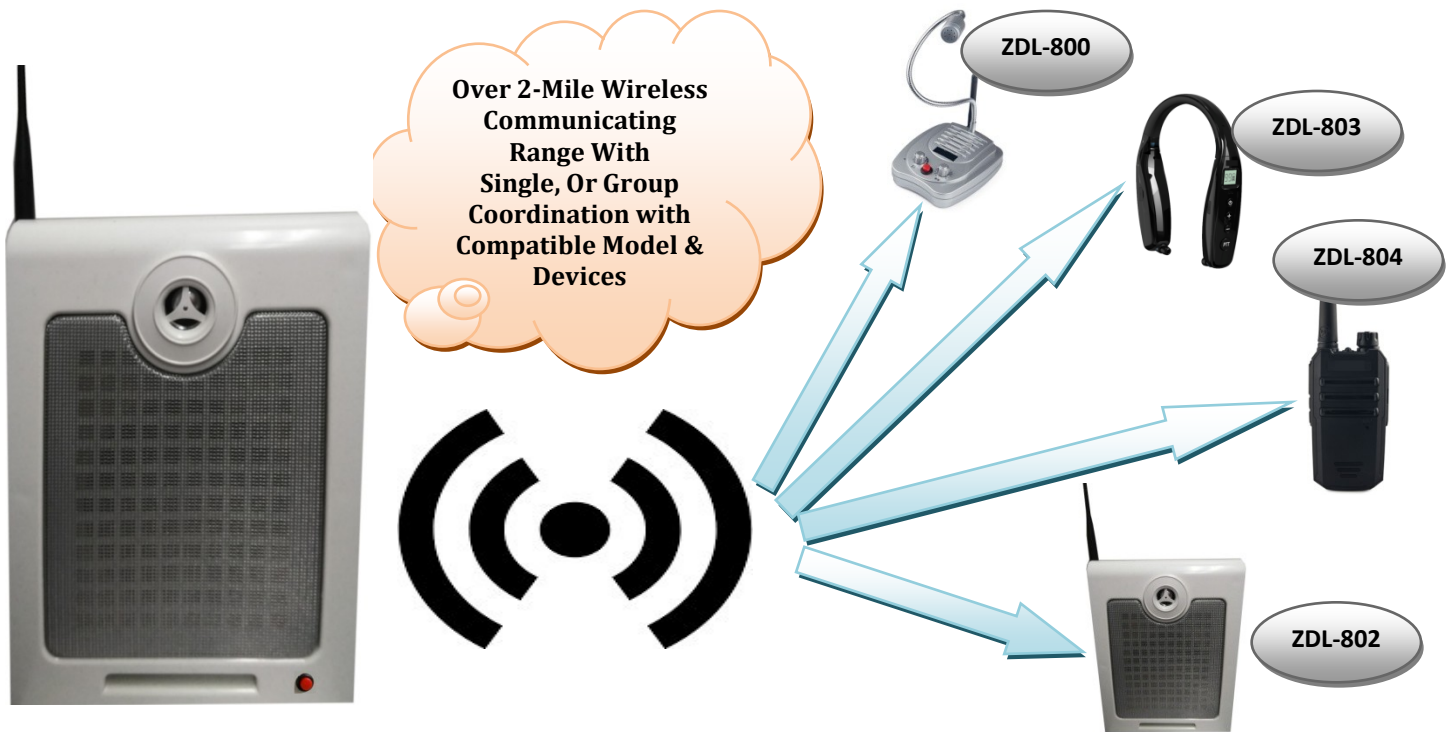 Over 2-Mile Wireless
Communicating
Range With
Single, Or Group
Coordination with
Compatible Model &
Devices
ZDL-800
ZDL-803
ZDL-804
ZDL-802